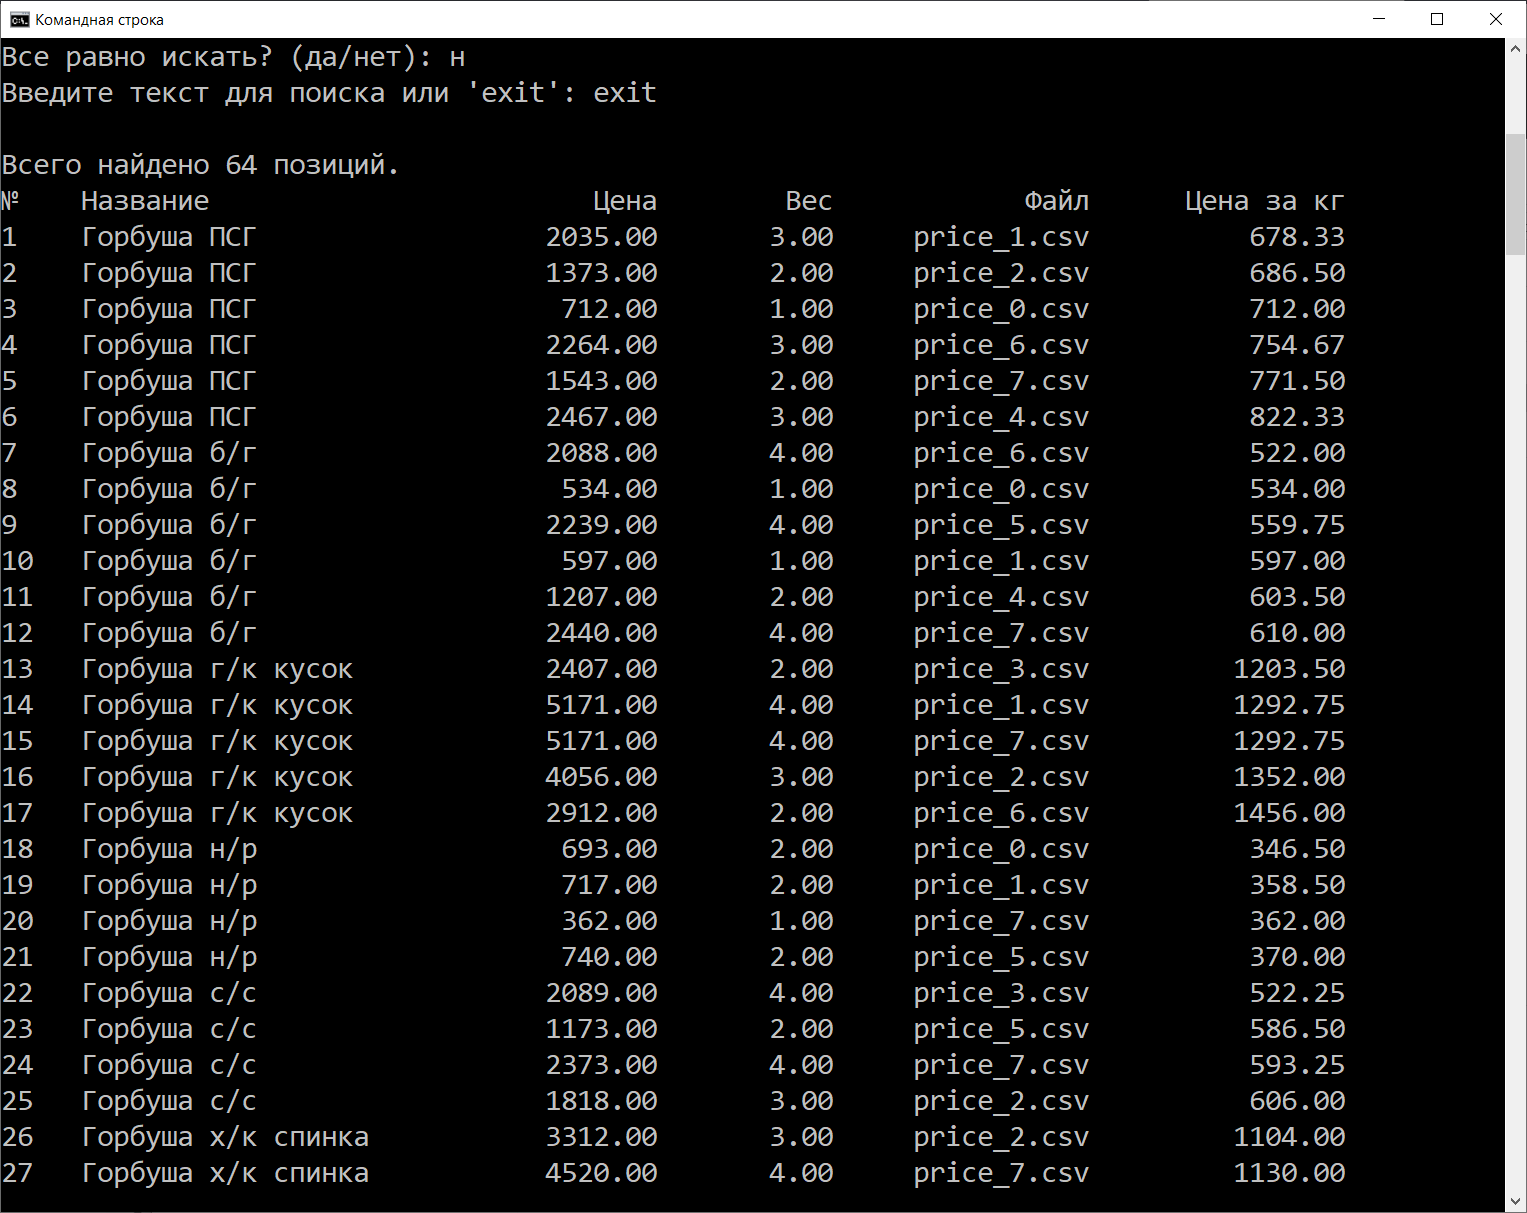 Командная строка
Все равно искать? (да/нет): н
Введите текст для поиска или 'exit': exit
Всего найдено 64 позиций.
№ Название Цена Вес Файл Цена за кг
1 Горбуша ПСГ 2035.00 3.00 price_1.csv 678.33
2 Горбуша ПСГ 1373.00 2.00 price_2.csv 686.50
3 Горбуша ПСГ 712.00 1.00 price_0.csv 712.00
4 Горбуша ПСГ 2264.00 3.00 price_6.csv 754.67
5 Горбуша ПСГ 1543.00 2.00 price_7.csv 771.50
6 Горбуша ПСГ 2467.00 3.00 price_4.csv 822.33
7 Горбуша б/г 2088.00 4.00 price_6.csv 522.00
8 Горбуша б/г 534.00 1.00 price_0.csv 534.00
9 Горбуша б/г 2239.00 4.00 price_5.csv 559.75
10 Горбуша б/г 597.00 1.00 price_1.csv 597.00
11 Горбуша б/г 1207.00 2.00 price_4.csv 603.50
12 Горбуша б/г 2440.00 4.00 price_7.csv 610.00
13 Горбуша г/к кусок 2407.00 2.00 price_3.csv 1203.50
14 Горбуша г/к кусок 5171.00 4.00 price_1.csv 1292.75
15 Горбуша г/к кусок 5171.00 4.00 price_7.csv 1292.75
16 Горбуша г/к кусок 4056.00 3.00 price_2.csv 1352.00
17 Горбуша г/к кусок 2912.00 2.00 price_6.csv 1456.00
18 Горбуша н/р 693.00 2.00 price_0.csv 346.50
19 Горбуша н/р 717.00 2.00 price_1.csv 358.50
20 Горбуша н/р 362.00 1.00 price_7.csv 362.00
21 Горбуша н/р 740.00 2.00 price_5.csv 370.00
22 Горбуша с/с 2089.00 4.00 price_3.csv 522.25
23 Горбуша с/с 1173.00 2.00 price_5.csv 586.50
24 Горбуша с/с 2373.00 4.00 price_7.csv 593.25
25 Горбуша с/с 1818.00 3.00 price_2.csv 606.00
26 Горбуша х/к спинка 3312.00 3.00 price_2.csv 1104.00
27 Горбуша х/к спинка 4520.00 4.00 price_7.csv 1130.00